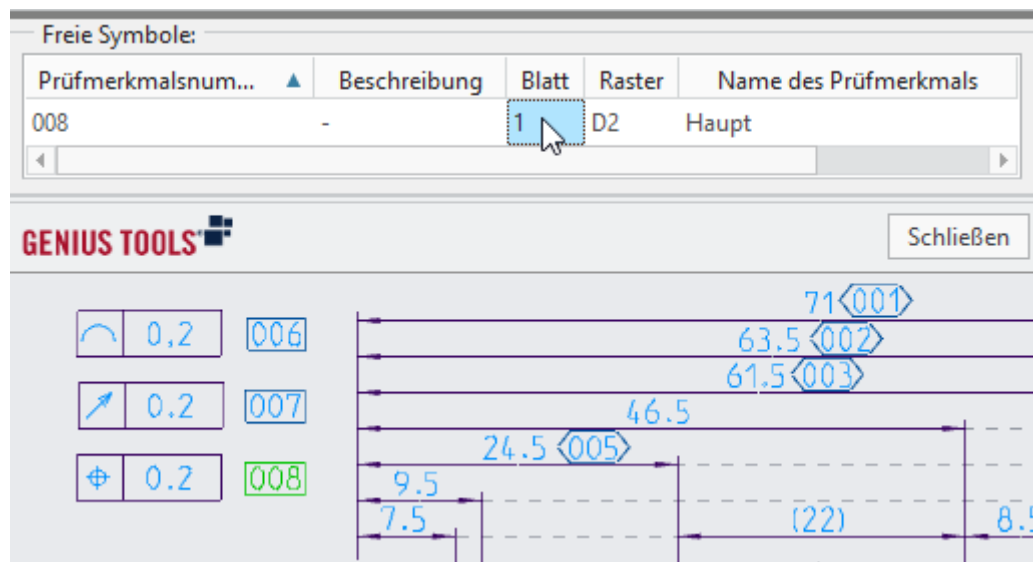 Freie Symbole:
Prüfmerkmalsnum... Beschreibung Blatt Raster Name des Prüfmerkmals
008 - 1 D2 Haupt
GENIUS TOOLS Schließen
71 001
0,2 006 63.5 002
61.5 003
0.2 007 46.5
24.5 005
0.2 008 9.5
7.5 (22) 8.5